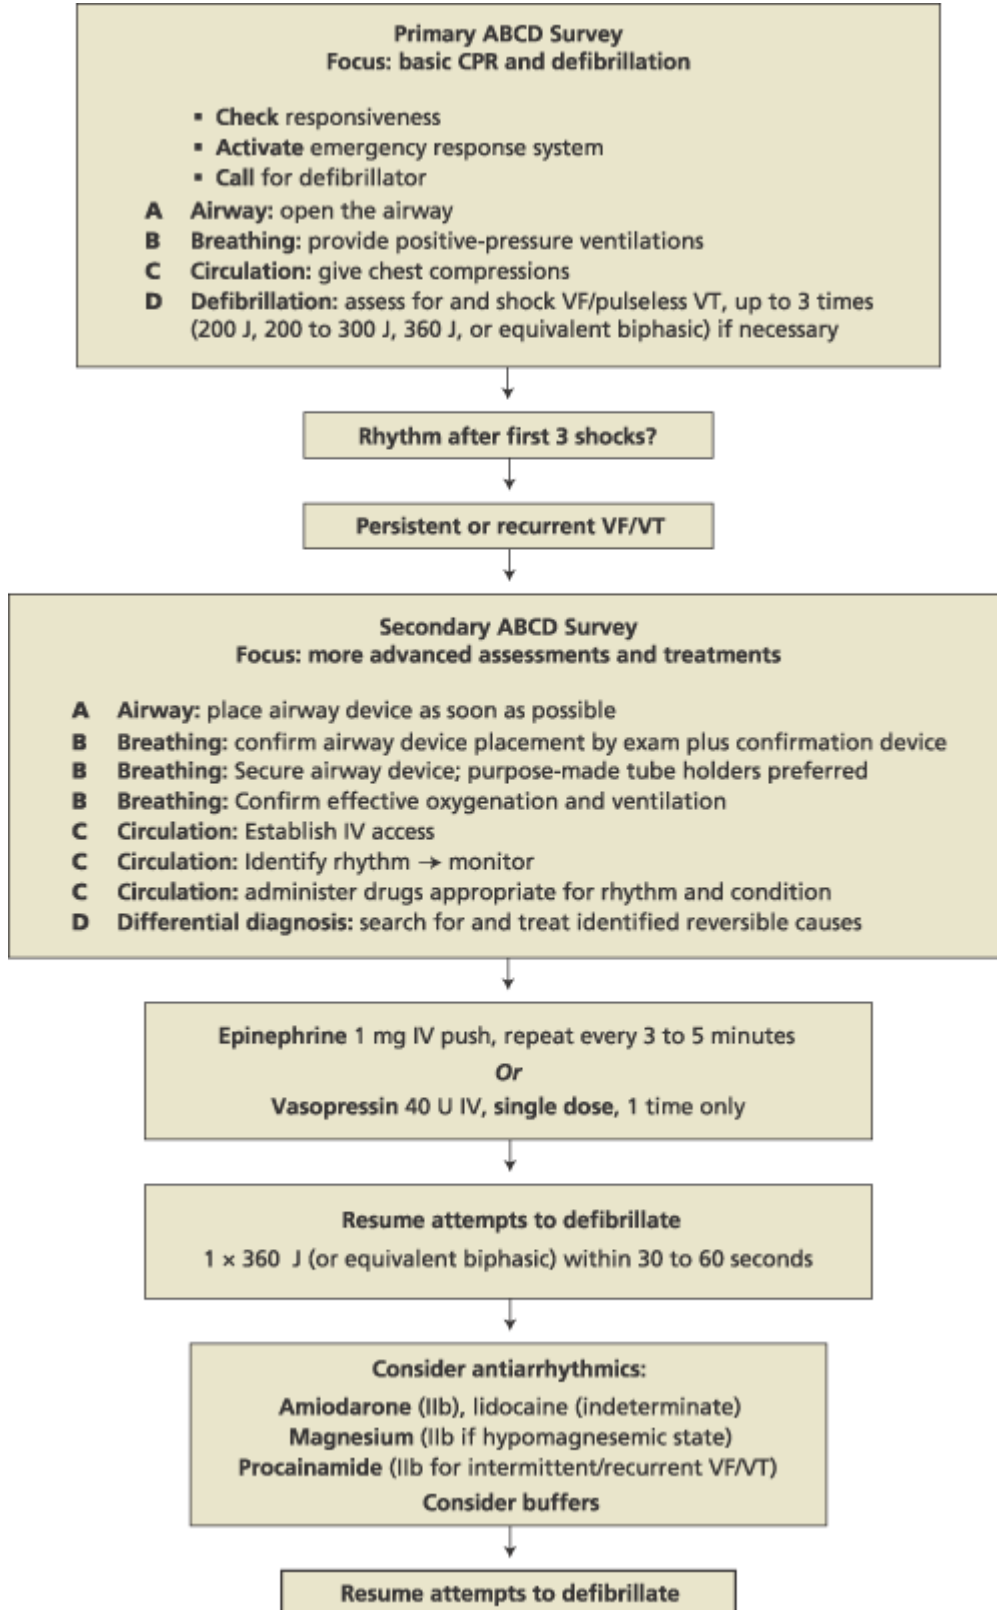 Primary ABCD Survey
Focus: basic CPR and defibrillation
▪ Check responsiveness
▪ Activate emergency response system
▪ Call for defibrillator
A Airway: open the airway
B Breathing: provide positive-pressure ventilations
C Circulation: give chest compressions
D Defibrillation: assess for and shock VF/pulseless VT, up to 3 times
(200 J, 200 to 300 J, 360 J, or equivalent biphasic) if necessary
Rhythm after first 3 shocks?
Persistent or recurrent VF/VT
Secondary ABCD Survey
Focus: more advanced assessments and treatments
A Airway: place airway device as soon as possible
B Breathing: confirm airway device placement by exam plus confirmation device
B Breathing: Secure airway device; purpose-made tube holders preferred
B Breathing: Confirm effective oxygenation and ventilation
C Circulation: Establish IV access
C Circulation: Identify rhythm → monitor
C Circulation: administer drugs appropriate for rhythm and condition
D Differential diagnosis: search for and treat identified reversible causes
Epinephrine 1 mg IV push, repeat every 3 to 5 minutes
Or
Vasopressin 40 U IV, single dose, 1 time only
Resume attempts to defibrillate
1 × 360 J (or equivalent biphasic) within 30 to 60 seconds
Consider antiarrhythmics:
Amiodarone (IIb), lidocaine (indeterminate)
Magnesium (IIb if hypomagnesemic state)
Procainamide (IIb for intermittent/recurrent VF/VT)
Consider buffers
Resume attempts to defibrillate